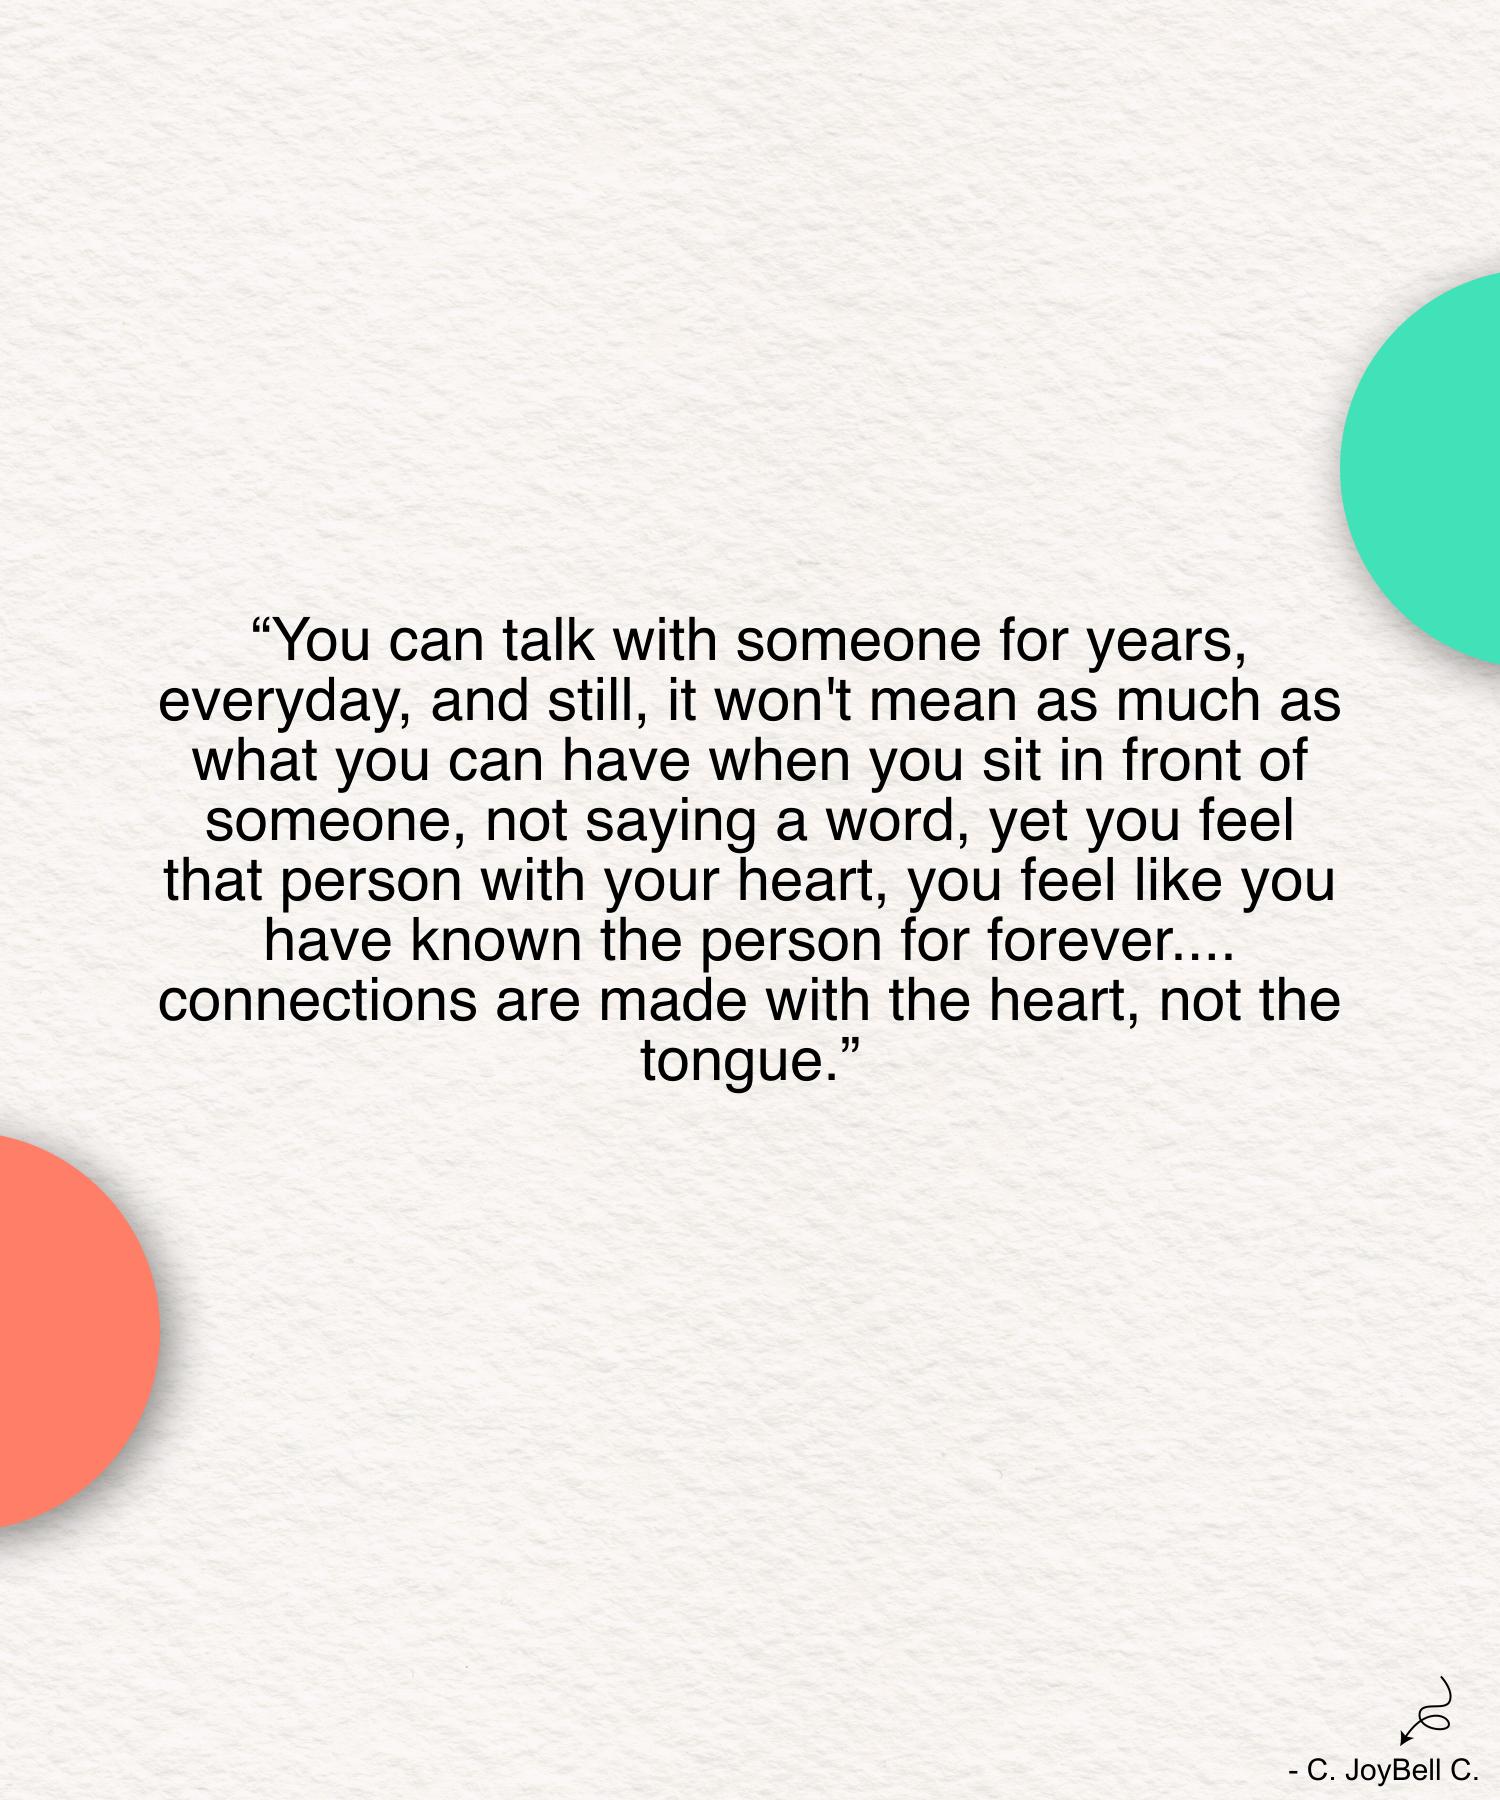 “You can talk with someone for years,
everyday, and still, it won't mean as much as
what you can have when you sit in front of
someone, not saying a word, yet you feel
that person with your heart, you feel like you
have known the person for forever....
connections are made with the heart, not the
tongue.”
- C. JoyBell C.